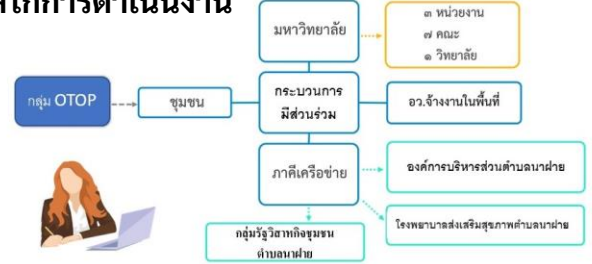 ลไกการดำเนินงาน
มหาวิทยาลัย
๓ หน่วยงาน
๗ คณะ
๑ วิทยาลัย
กลุ่ม OTOP
ชุมชน
กระบวนการ
มีส่วนร่วม
อว.จ้างงานในพื้นที่
ภาคีเครือข่าย
องค์การบริหารส่วนตำบลนาฝาย
โรงพยาบาลส่งเสริมสุขภาพตำบลนาฝาย
กลุ่มรัฐวิสาหกิจชุมชน
ตำบลนาฝาย